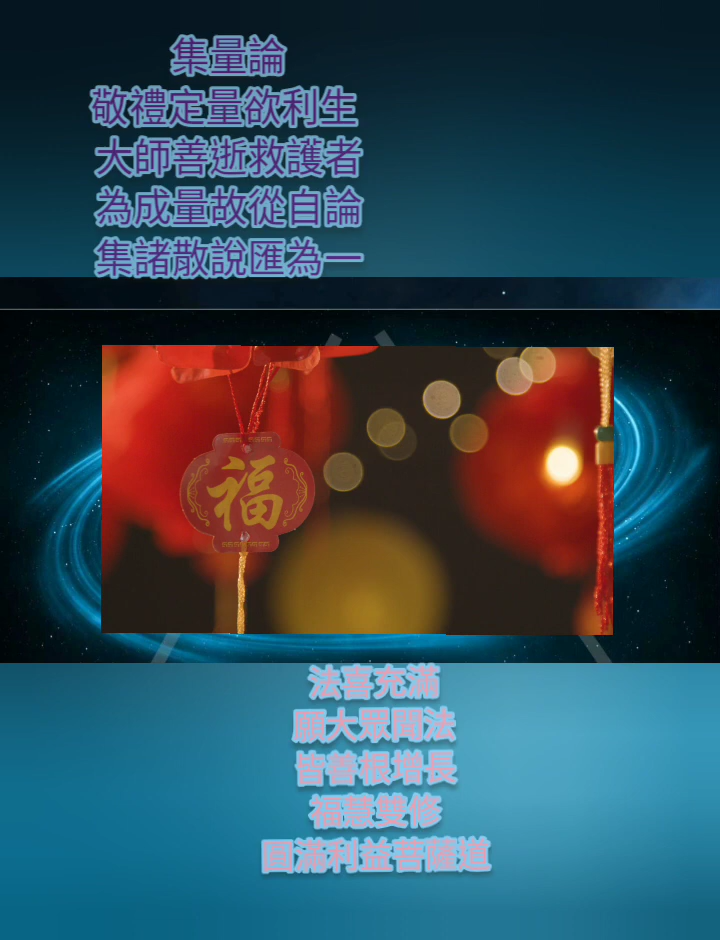 集量論
敬禮定量欲利生
大師善逝救護者
為成量故從自論
集諸散說匯為一
福
法喜充滿
願大眾聞法
皆善根增長
福慧雙修
圓滿利益菩薩道